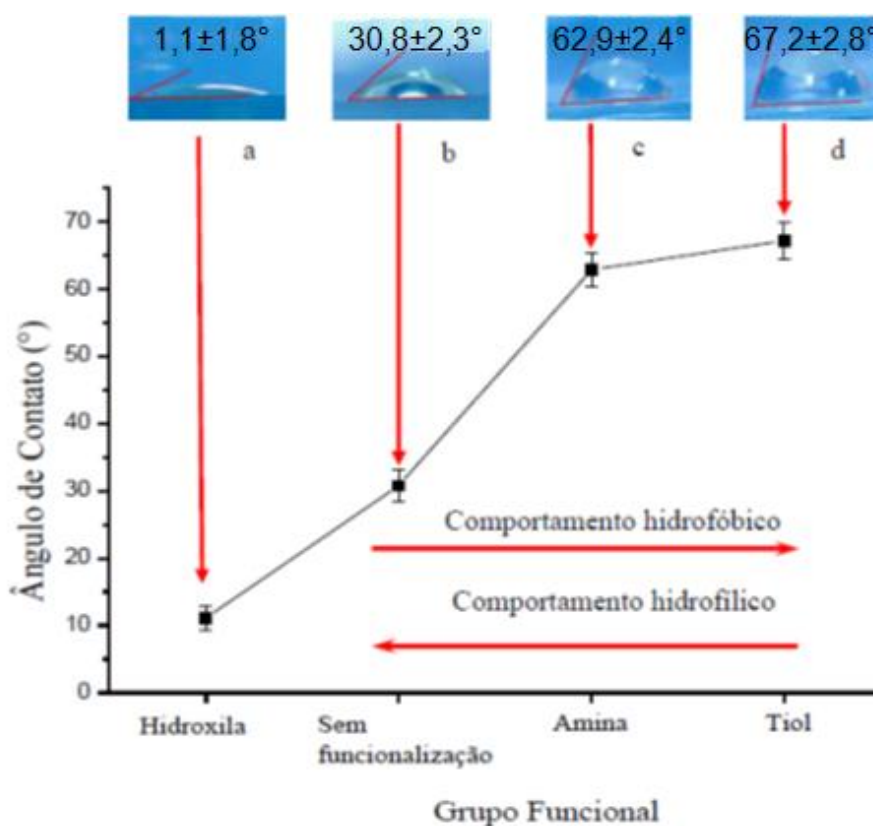 1,1±1,8°
30,8±2,3°
62,9±2,4°
67,2±2,8°
a
b
c
d
Ângulo de Contato (°)
70
60
50
40
30
20
10
0
Comportamento hidrofóbico
Comportamento hidrofílico
Hidroxila
Sem
funcionalização
Amina
Tiol
Grupo Funcional